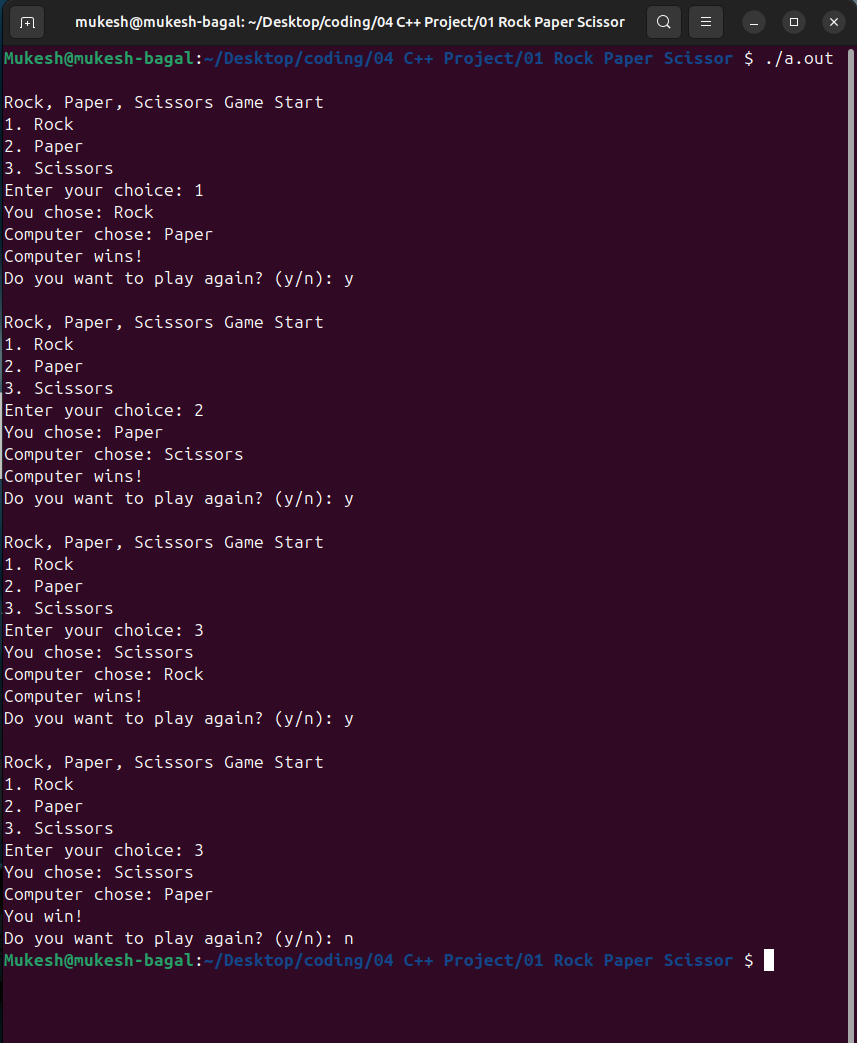 mukesh@mukesh-bagal: ~/Desktop/coding/04 C++ Project/01 Rock Paper Scissor
Mukesh@mukesh-bagal:~/Desktop/coding/04 C++ Project/01 Rock Paper Scissor $ ./a.out
Rock, Paper, Scissors Game Start
1. Rock
2. Paper
3. Scissors
Enter your choice: 1
You chose: Rock
Computer chose: Paper
Computer wins!
Do you want to play again? (y/n): y
Rock, Paper, Scissors Game Start
1. Rock
2. Paper
3. Scissors
Enter your choice: 2
You chose: Paper
Computer chose: Scissors
Computer wins!
Do you want to play again? (y/n): y
Rock, Paper, Scissors Game Start
1. Rock
2. Paper
3. Scissors
Enter your choice: 3
You chose: Scissors
Computer chose: Rock
Computer wins!
Do you want to play again? (y/n): y
Rock, Paper, Scissors Game Start
1. Rock
2. Paper
3. Scissors
Enter your choice: 3
You chose: Scissors
Computer chose: Paper
You win!
Do you want to play again? (y/n): n
Mukesh@mukesh-bagal:~/Desktop/coding/04 C++ Project/01 Rock Paper Scissor $